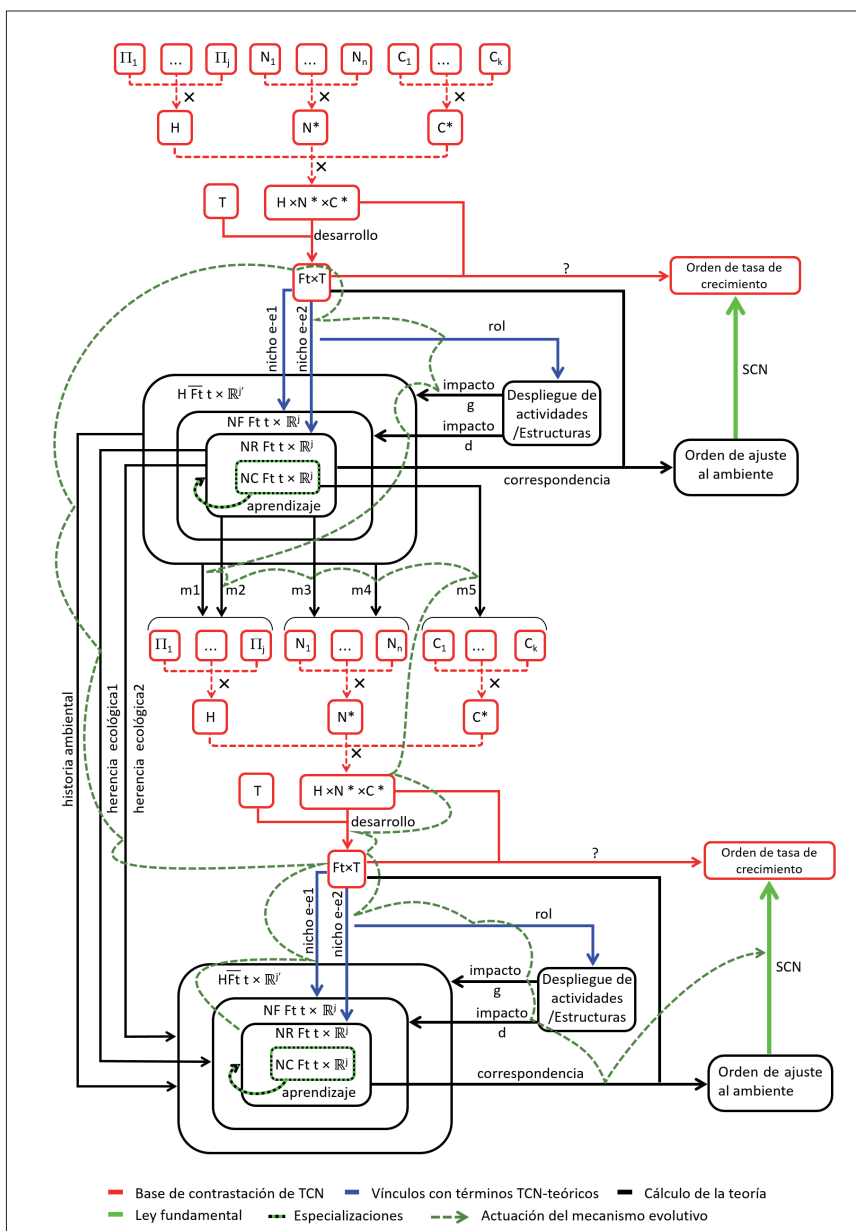 Π1 ... Πj N1 ... Nn C1 ... Ck
× × ×
H N* C*
×
T H ×N * ×C *
desarrollo
Ft×T
?
Orden de tasa de
crecimiento
nicho e-e1
nicho e-e2
rol
SCN
H F̅t̅ t × ℝj'
impacto
g
Despliegue de
actividades
/Estructuras
NF Ft t × ℝj
impacto
d
NR Ft t × ℝj
NC Ft t × ℝj
aprendizaje
correspondencia
Orden de ajuste
al ambiente
m1 m2 m3 m4 m5
Π1 ... Πj N1 ... Nn C1 ... Ck
× × ×
H N* C*
×
historia ambiental
herencia ecológica1
herencia ecológica2
T H ×N * ×C *
desarrollo
Ft×T
?
Orden de tasa de
crecimiento
nicho e-e1
nicho e-e2
rol
SCN
HF̅t̅ t × ℝj'
impacto
g
Despliegue de
actividades
/Estructuras
NF Ft t × ℝj
impacto
d
NR Ft t × ℝj
NC Ft t × ℝj
aprendizaje
correspondencia
Orden de ajuste
al ambiente
Base de contrastación de TCN Vínculos con términos TCN-teóricos Cálculo de la teoría
Ley fundamental Especializaciones Actuación del mecanismo evolutivo